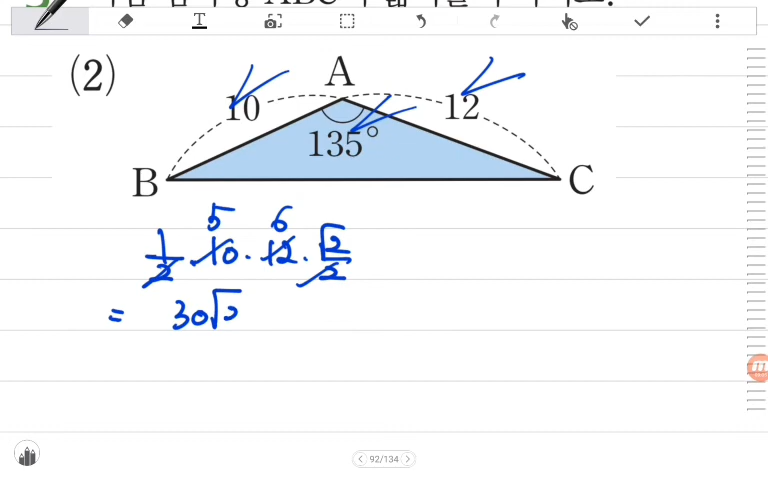 T
(2)
A
10
12
135°
B
C
5 6
1/2 · 10 · 12 · √2/2
= 30√2
92/134